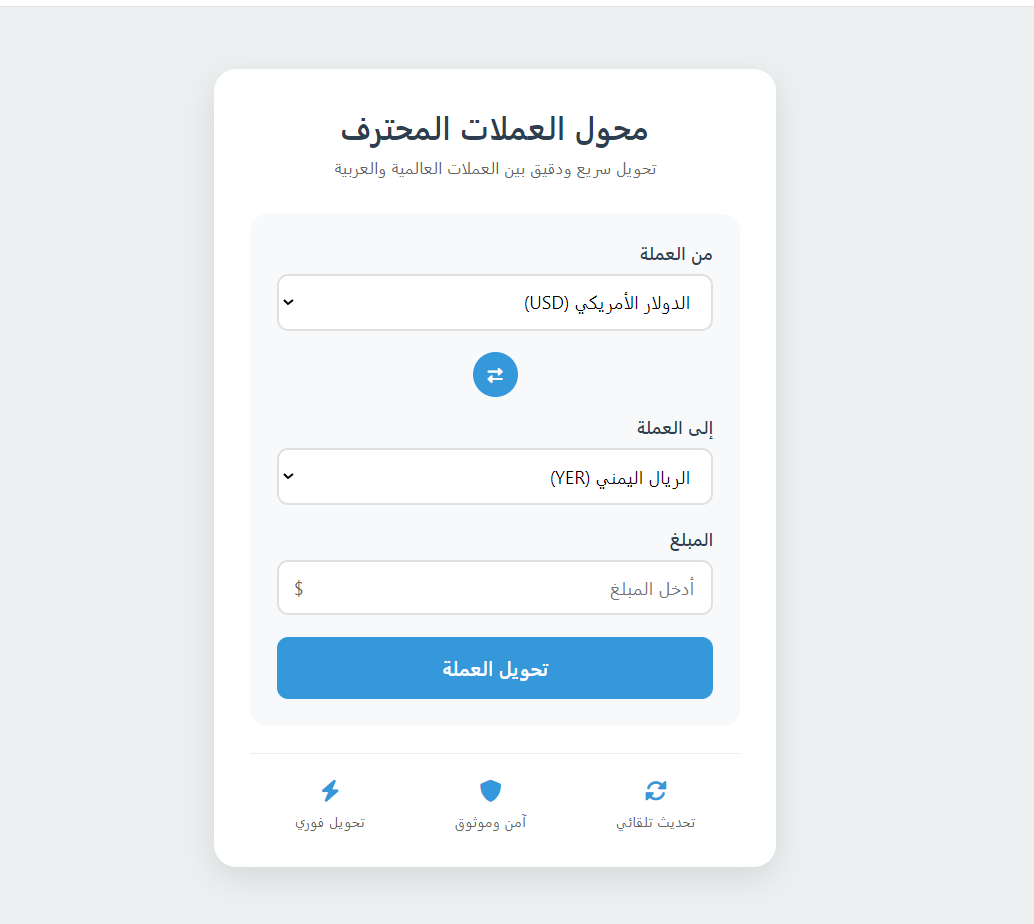 محول العملات المحترف
تحويل سريع ودقيق بين العملات العالمية والعربية
من العملة
الدولار الأمريكي (USD)
إلى العملة
الريال اليمني (YER)
المبلغ
أدخل المبلغ $
تحويل العملة
تحديث تلقائي آمن وموثوق تحويل فوري